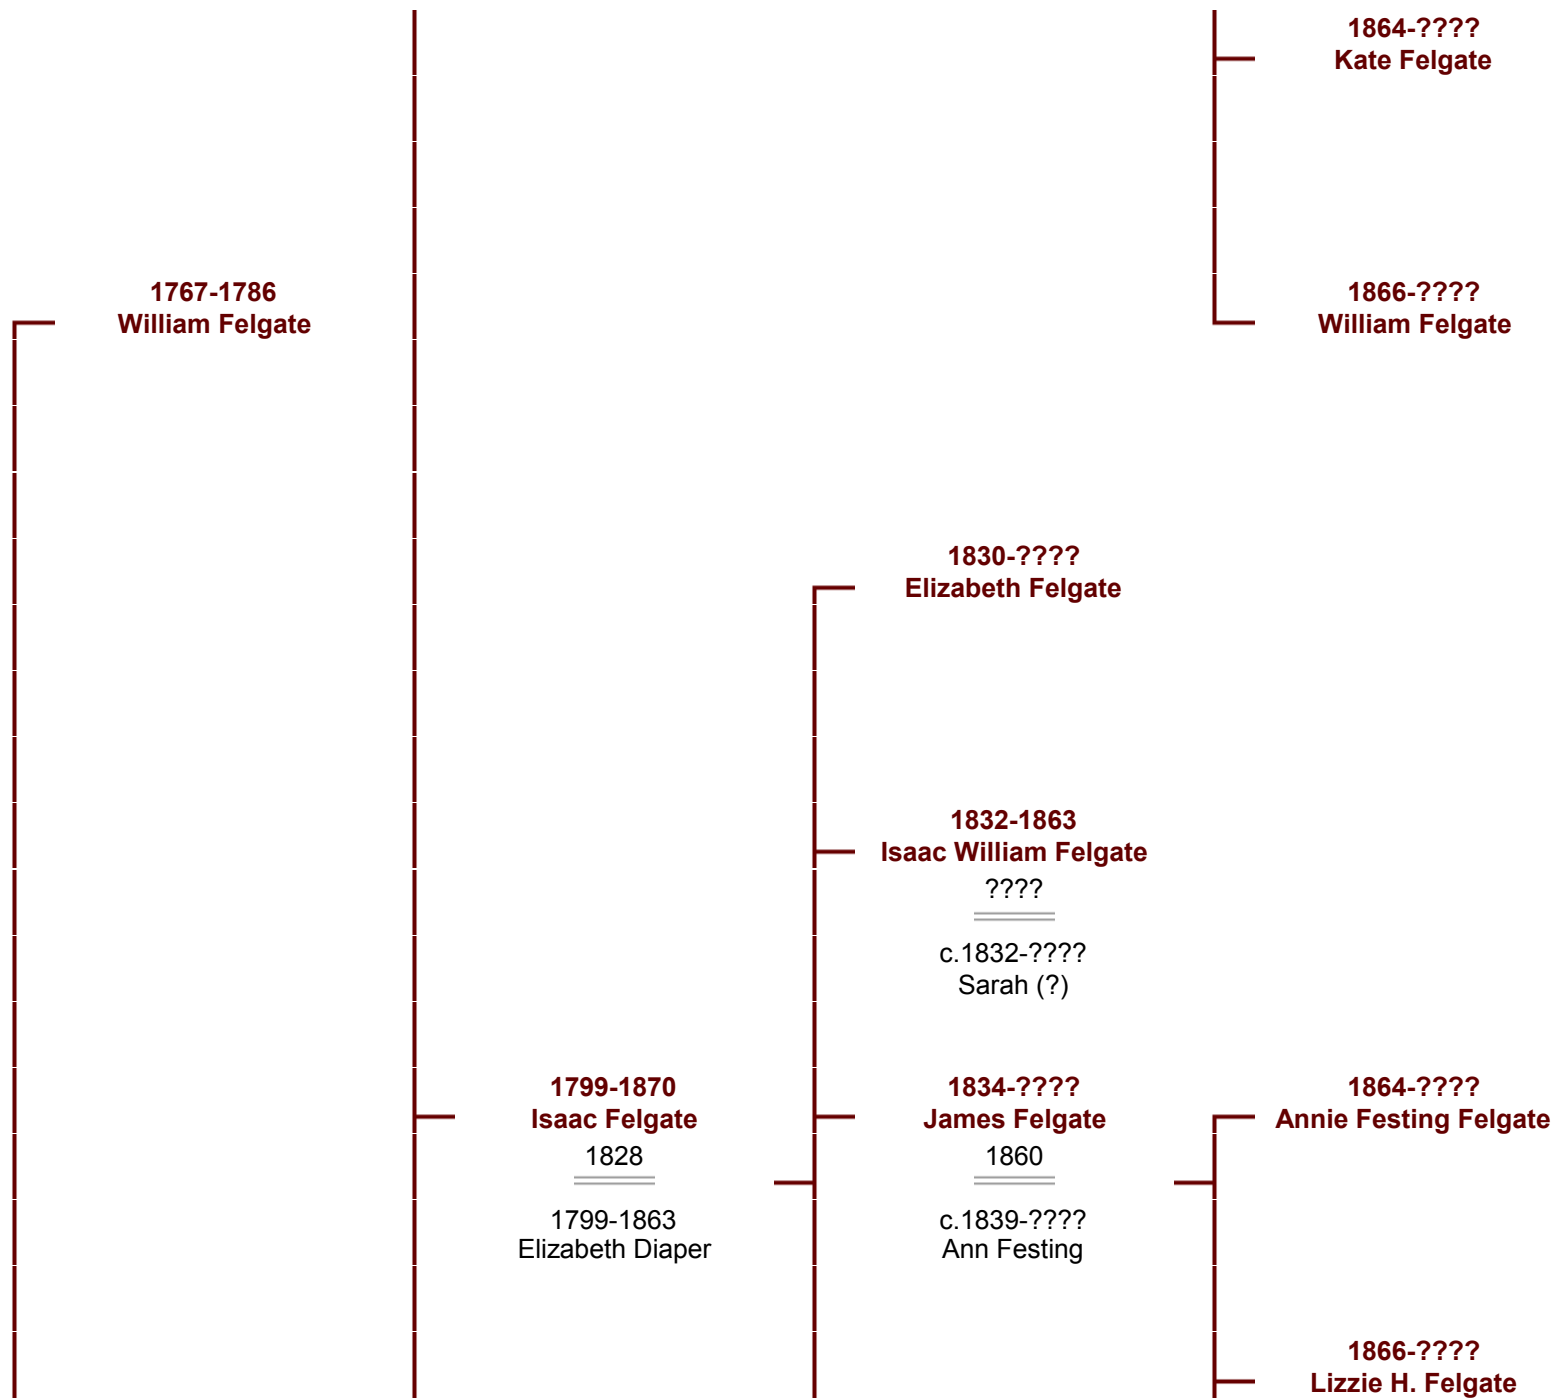 1864-????
Kate Felgate
1767-1786
William Felgate
1866-????
William Felgate
1830-????
Elizabeth Felgate
1832-1863
Isaac William Felgate
????
c.1832-????
Sarah (?)
1799-1870
Isaac Felgate
1828
1799-1863
Elizabeth Diaper
1834-????
James Felgate
1860
c.1839-????
Ann Festing
1864-????
Annie Festing Felgate
1866-????
Lizzie H. Felgate